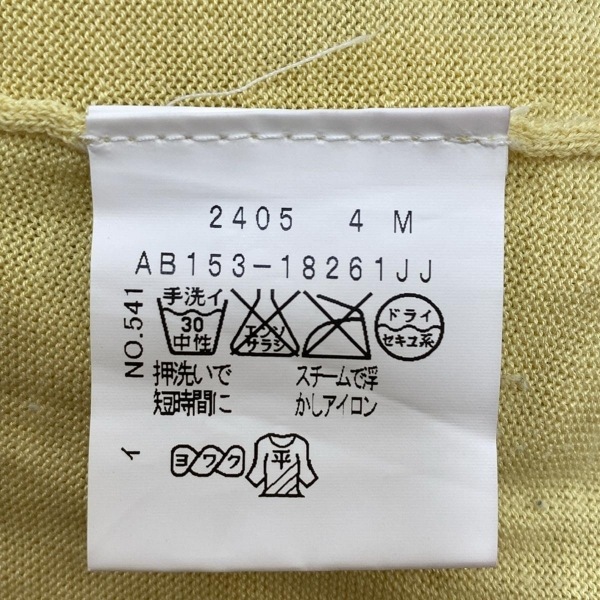 2405 4 M
AB153-18261JJ
NO.541
イ
手洗イ
30
中性
エンソ
サラシ
ドライ
セキユ系
押洗いで
短時間に
スチームで浮
かしアイロン
ヨワク
平